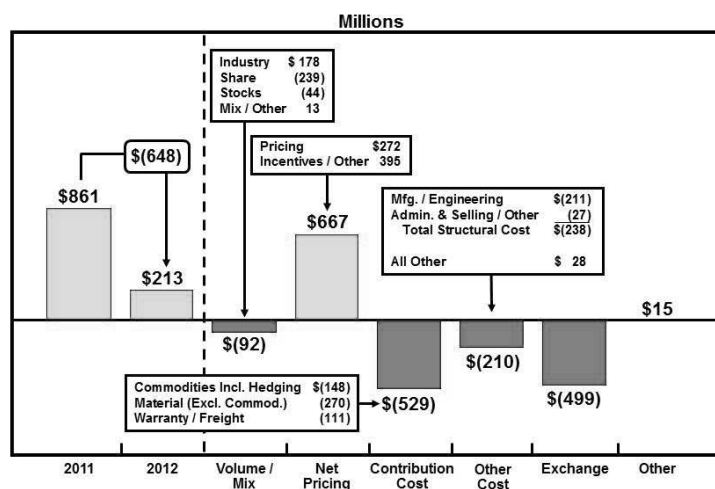 Millions
Industry $ 178
Share (239)
Stocks (44)
Mix / Other 13
Pricing $272
Incentives / Other 395
$(648)
$861
$213
$667
Mfg. / Engineering $(211)
Admin. & Selling / Other (27)
Total Structural Cost $(238)
All Other $ 28
$15
$(92)
$(210)
$(529)
$(499)
Commodities Incl. Hedging $(148)
Material (Excl. Commod.) (270)
Warranty / Freight (111)
2011 2012 Volume / Net Contribution Other Exchange Other
Mix Pricing Cost Cost